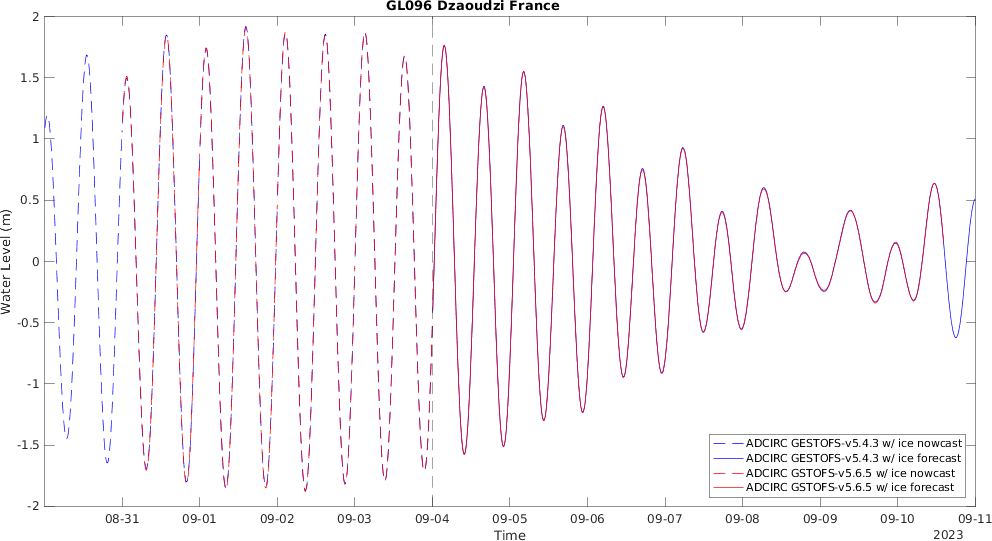 GL096 Dzaoudzi France
2
1.5
1
0.5
0
-0.5
-1
-1.5
-2
Water Level (m)
ADCIRC GESTOFS-v5.4.3 w/ ice nowcast
ADCIRC GESTOFS-v5.4.3 w/ ice forecast
ADCIRC GSTOFS-v5.6.5 w/ ice nowcast
ADCIRC GSTOFS-v5.6.5 w/ ice forecast
08-31 09-01 09-02 09-03 09-04 09-05 09-06 09-07 09-08 09-09 09-10 09-11
Time
2023